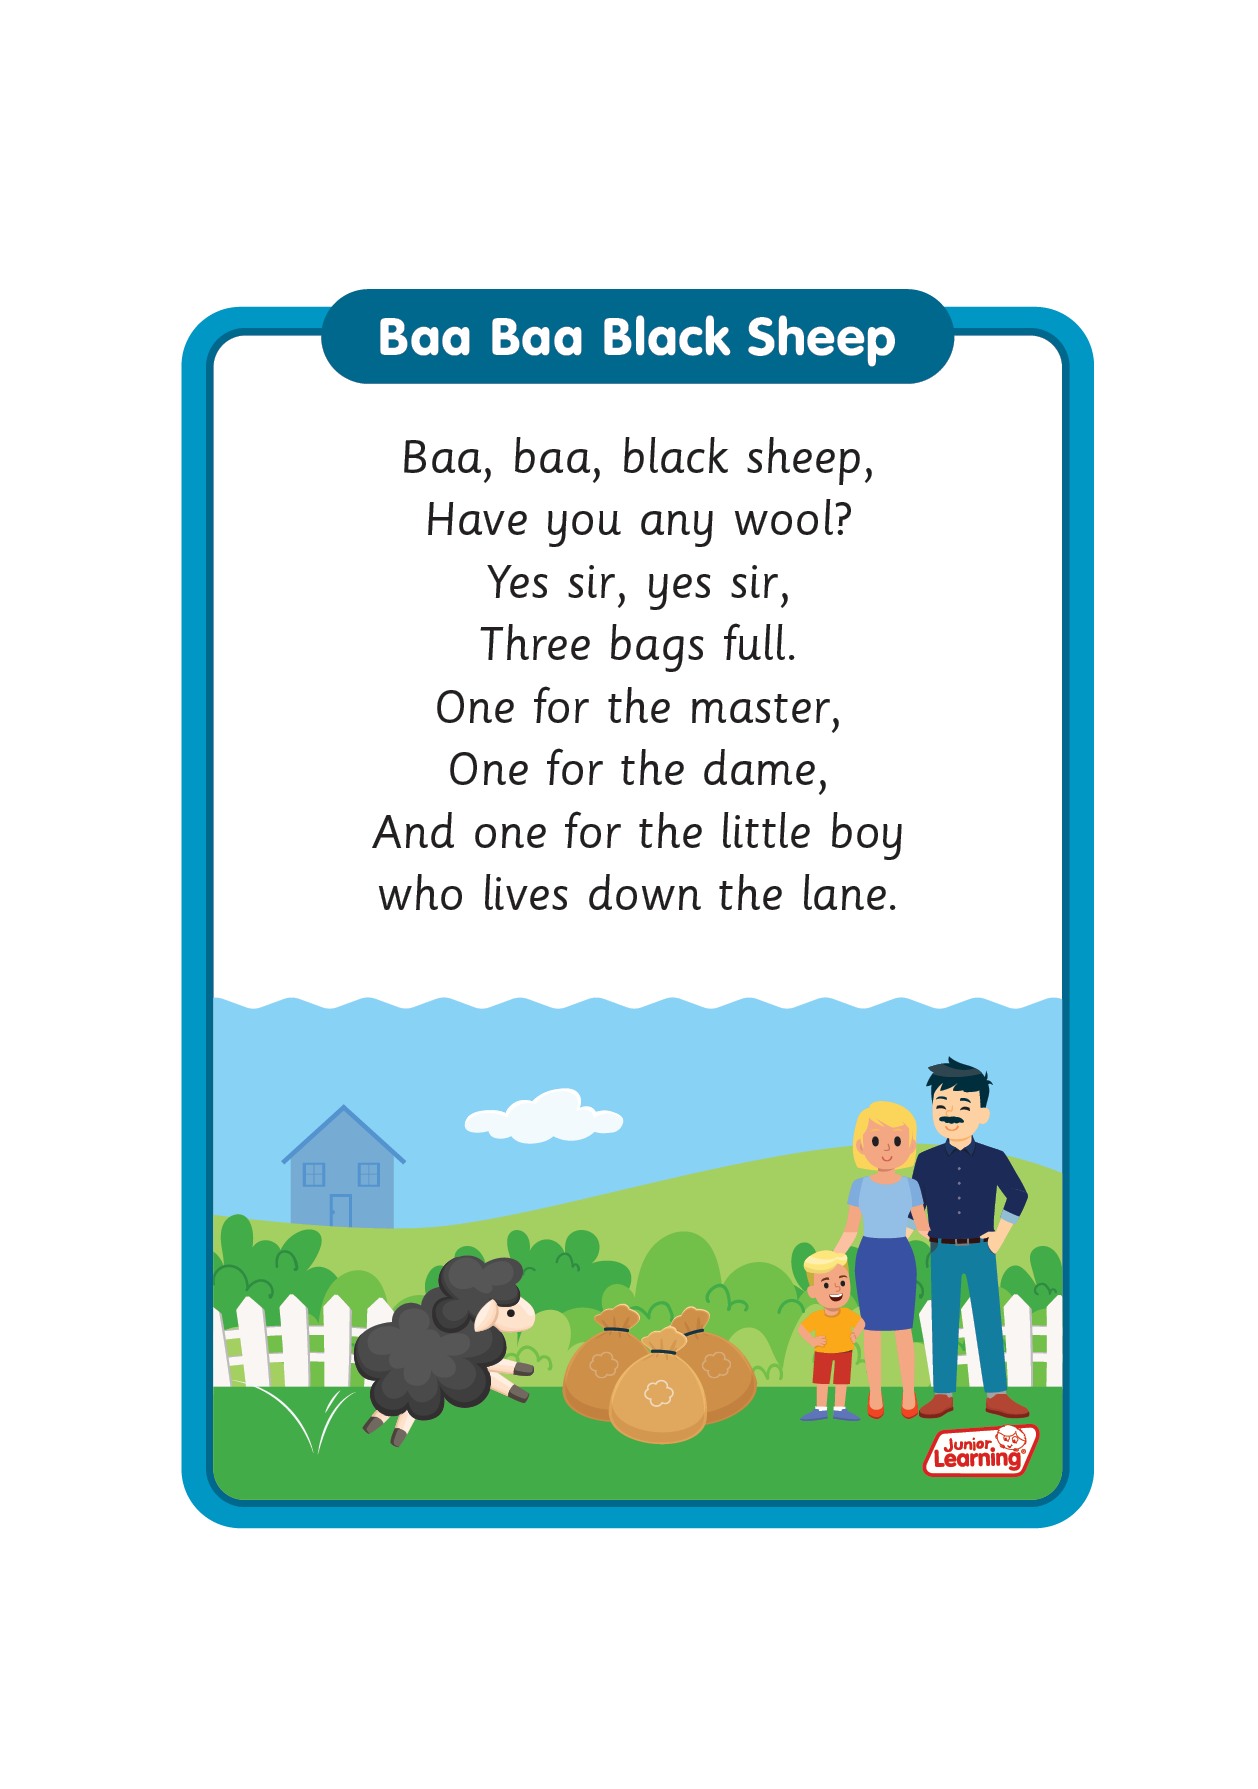 Baa Baa Black Sheep
Baa, baa, black sheep,
Have you any wool?
Yes sir, yes sir,
Three bags full.
One for the master,
One for the dame,
And one for the little boy
who lives down the lane.
Junior
Learning®